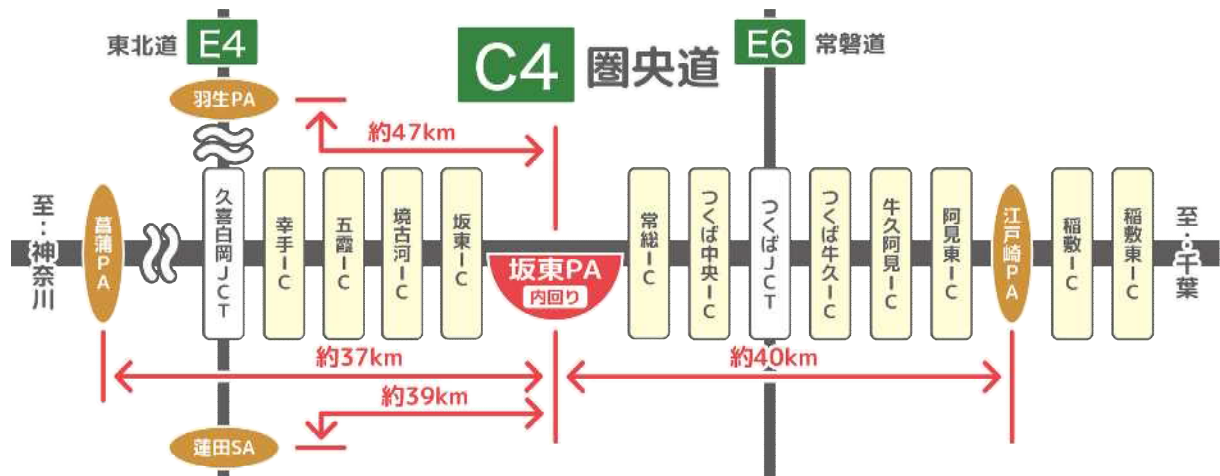 東北道 E4
C4 圏央道
E6 常磐道
羽生PA
約47km
至:神奈川
菖蒲PA
久喜白岡JCT
幸手IC
五霞IC
境古河IC
坂東IC
坂東PA
内回り
常総IC
つくば中央IC
つくばJCT
つくば牛久IC
牛久阿見IC
阿見東IC
江戸崎PA
稲敷IC
稲敷東IC
至:千葉
約37km
約40km
約39km
蓮田SA